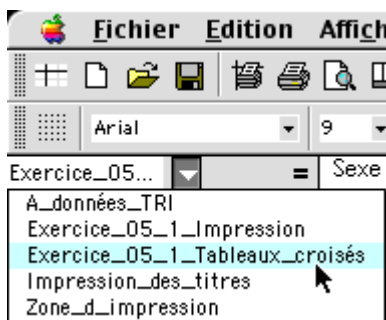 Fichier Edition Affich
Arial 9
Exercice_05... = Sexe
A_données_TRI
Exercice_05_1_Impression
Exercice_05_1_Tableaux_croisés
Impression_des_titres
Zone_d_impression